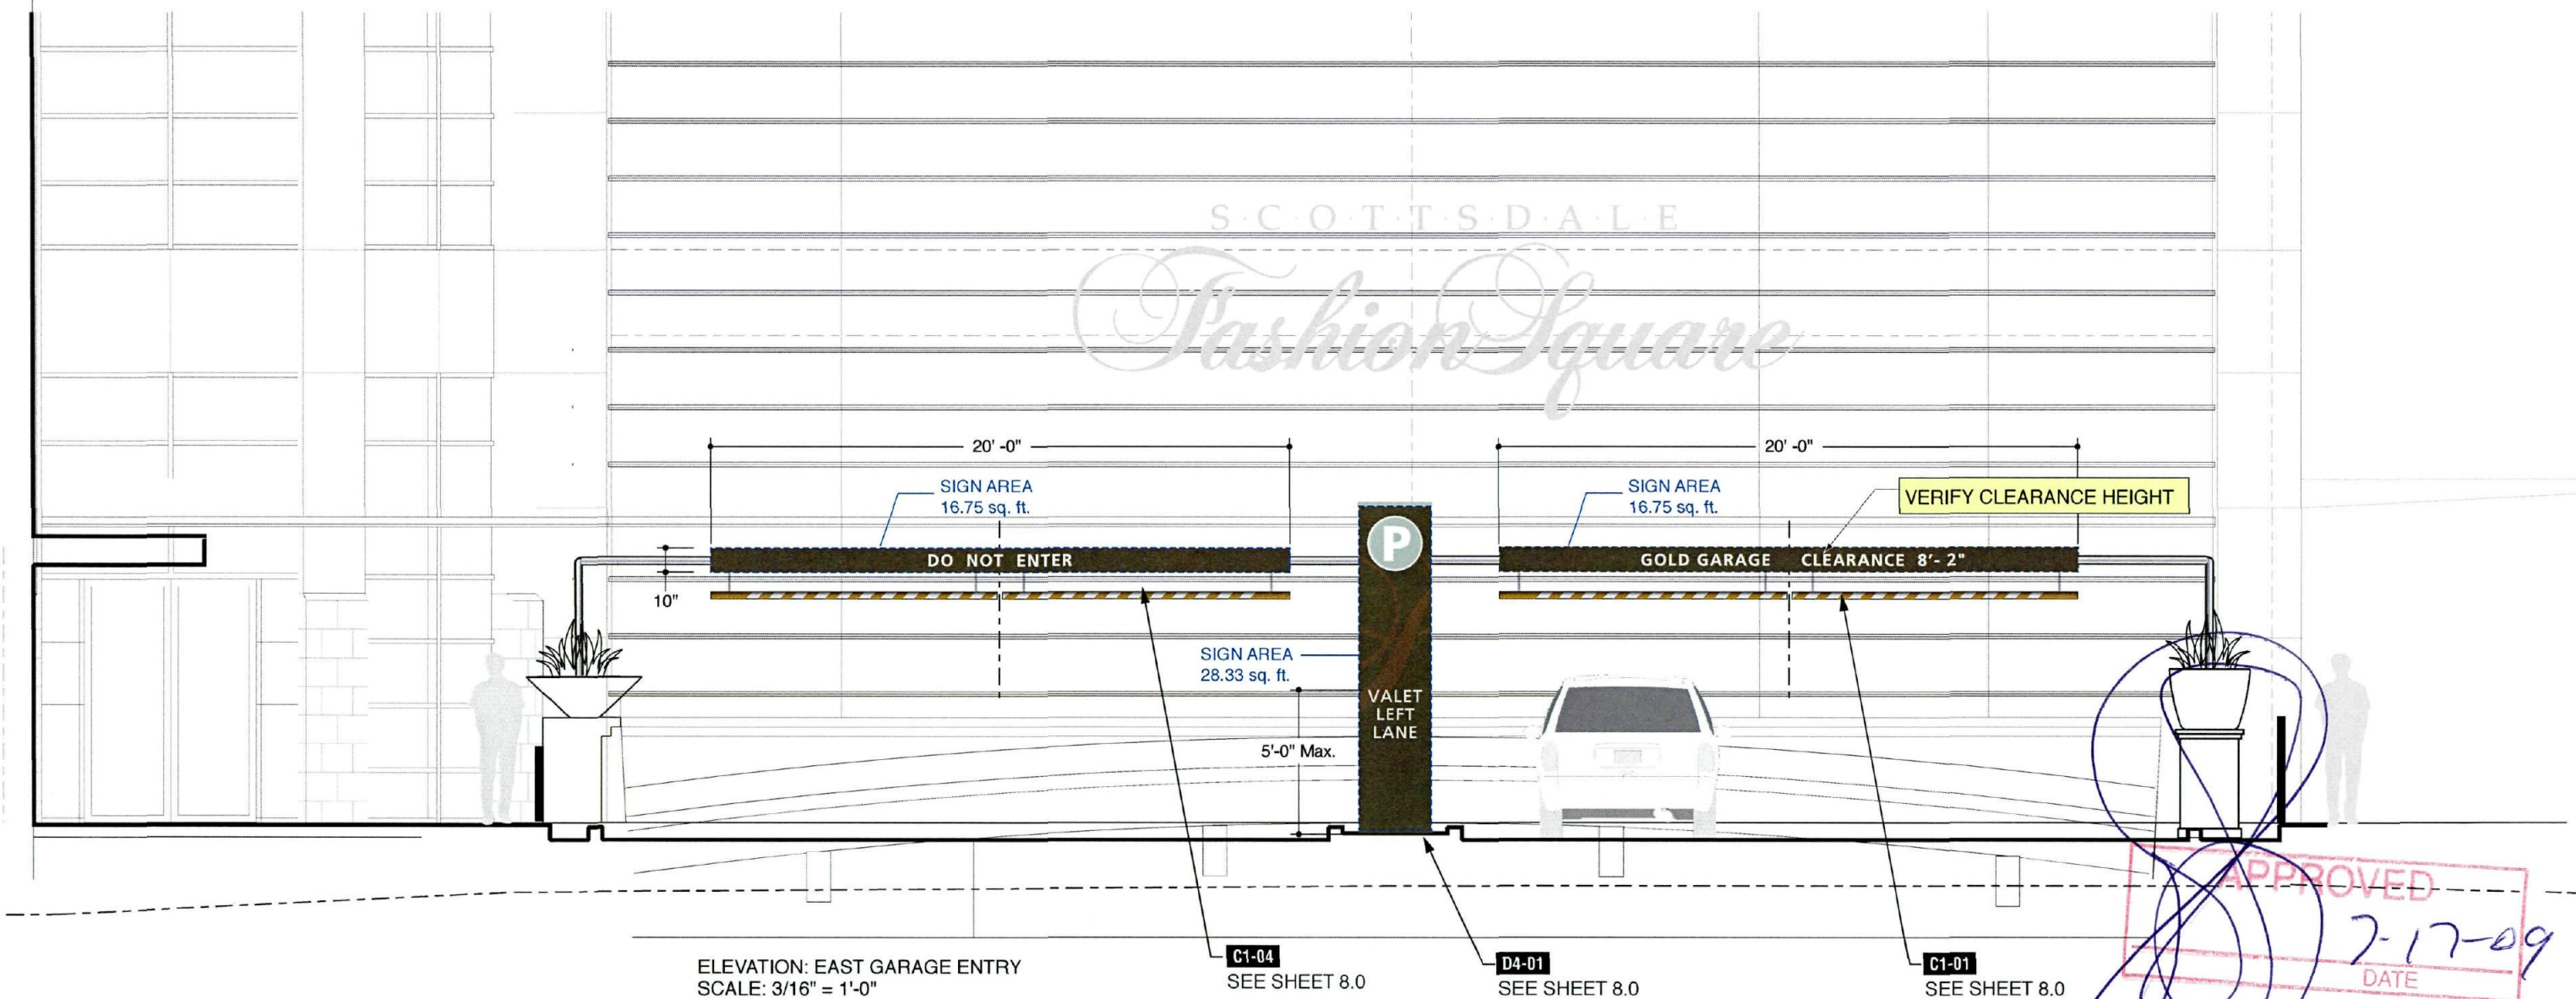 S·C·O·T·T·S·D·A·L·E
Fashion Square
20' -0"
20' -0"
SIGN AREA
16.75 sq. ft.
SIGN AREA
16.75 sq. ft.
VERIFY CLEARANCE HEIGHT
P
DO NOT ENTER
GOLD GARAGE CLEARANCE 8'- 2"
10"
SIGN AREA
28.33 sq. ft.
VALET
LEFT
LANE
5'-0" Max.
APPROVED
7-17-09
DATE
ELEVATION: EAST GARAGE ENTRY
SCALE: 3/16" = 1'-0"
C1-04
SEE SHEET 8.0
D4-01
SEE SHEET 8.0
C1-01
SEE SHEET 8.0